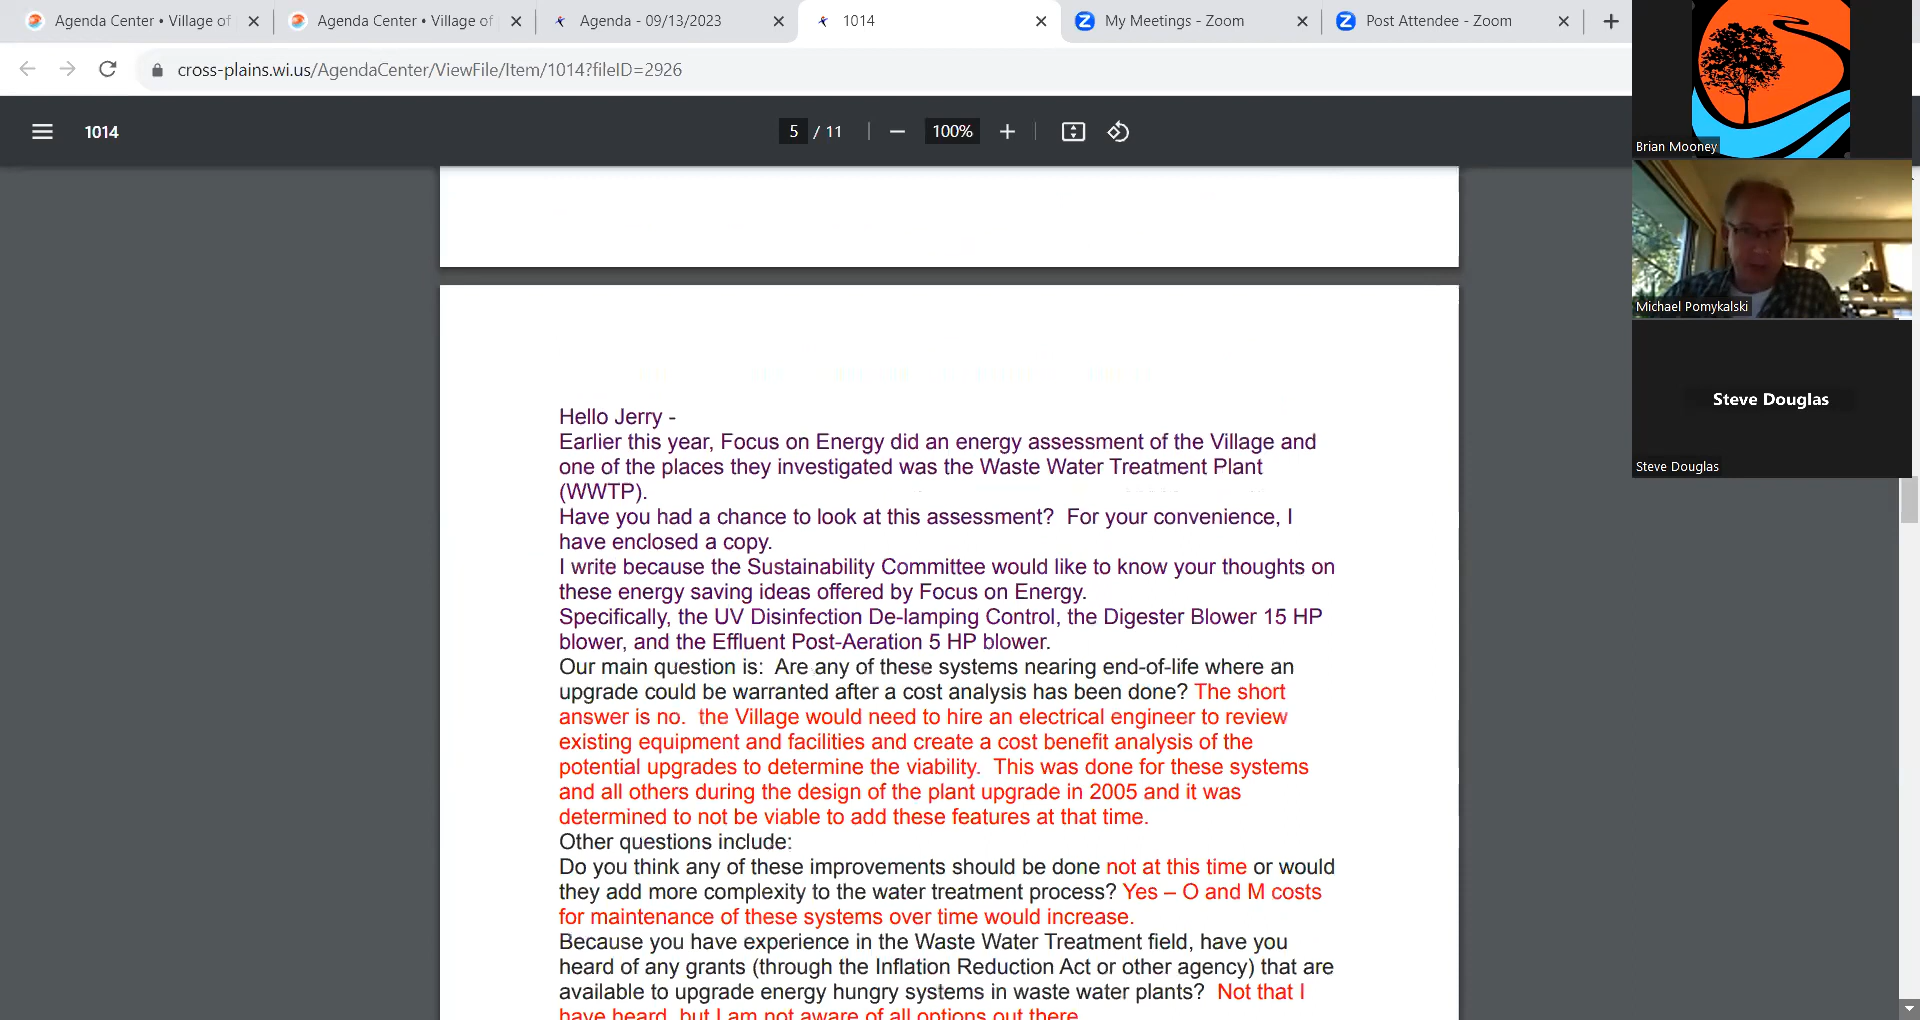 Agenda Center • Village of
Agenda Center • Village of
Agenda - 09/13/2023
1014
My Meetings - Zoom
Post Attendee - Zoom
cross-plains.wi.us/AgendaCenter/ViewFile/Item/1014?fileID=2926
1014
5 / 11
100%
Brian Mooney
Michael Pomykalski
Steve Douglas
Steve Douglas
Hello Jerry -
Earlier this year, Focus on Energy did an energy assessment of the Village and
one of the places they investigated was the Waste Water Treatment Plant
(WWTP).
Have you had a chance to look at this assessment?  For your convenience, I
have enclosed a copy.
I write because the Sustainability Committee would like to know your thoughts on
these energy saving ideas offered by Focus on Energy.
Specifically, the UV Disinfection De-lamping Control, the Digester Blower 15 HP
blower, and the Effluent Post-Aeration 5 HP blower.
Our main question is:  Are any of these systems nearing end-of-life where an
upgrade could be warranted after a cost analysis has been done? The short
answer is no.  the Village would need to hire an electrical engineer to review
existing equipment and facilities and create a cost benefit analysis of the
potential upgrades to determine the viability.  This was done for these systems
and all others during the design of the plant upgrade in 2005 and it was
determined to not be viable to add these features at that time.
Other questions include:
Do you think any of these improvements should be done not at this time or would
they add more complexity to the water treatment process? Yes – O and M costs
for maintenance of these systems over time would increase.
Because you have experience in the Waste Water Treatment field, have you
heard of any grants (through the Inflation Reduction Act or other agency) that are
available to upgrade energy hungry systems in waste water plants?  Not that I
have heard, but I am not aware of all options out there